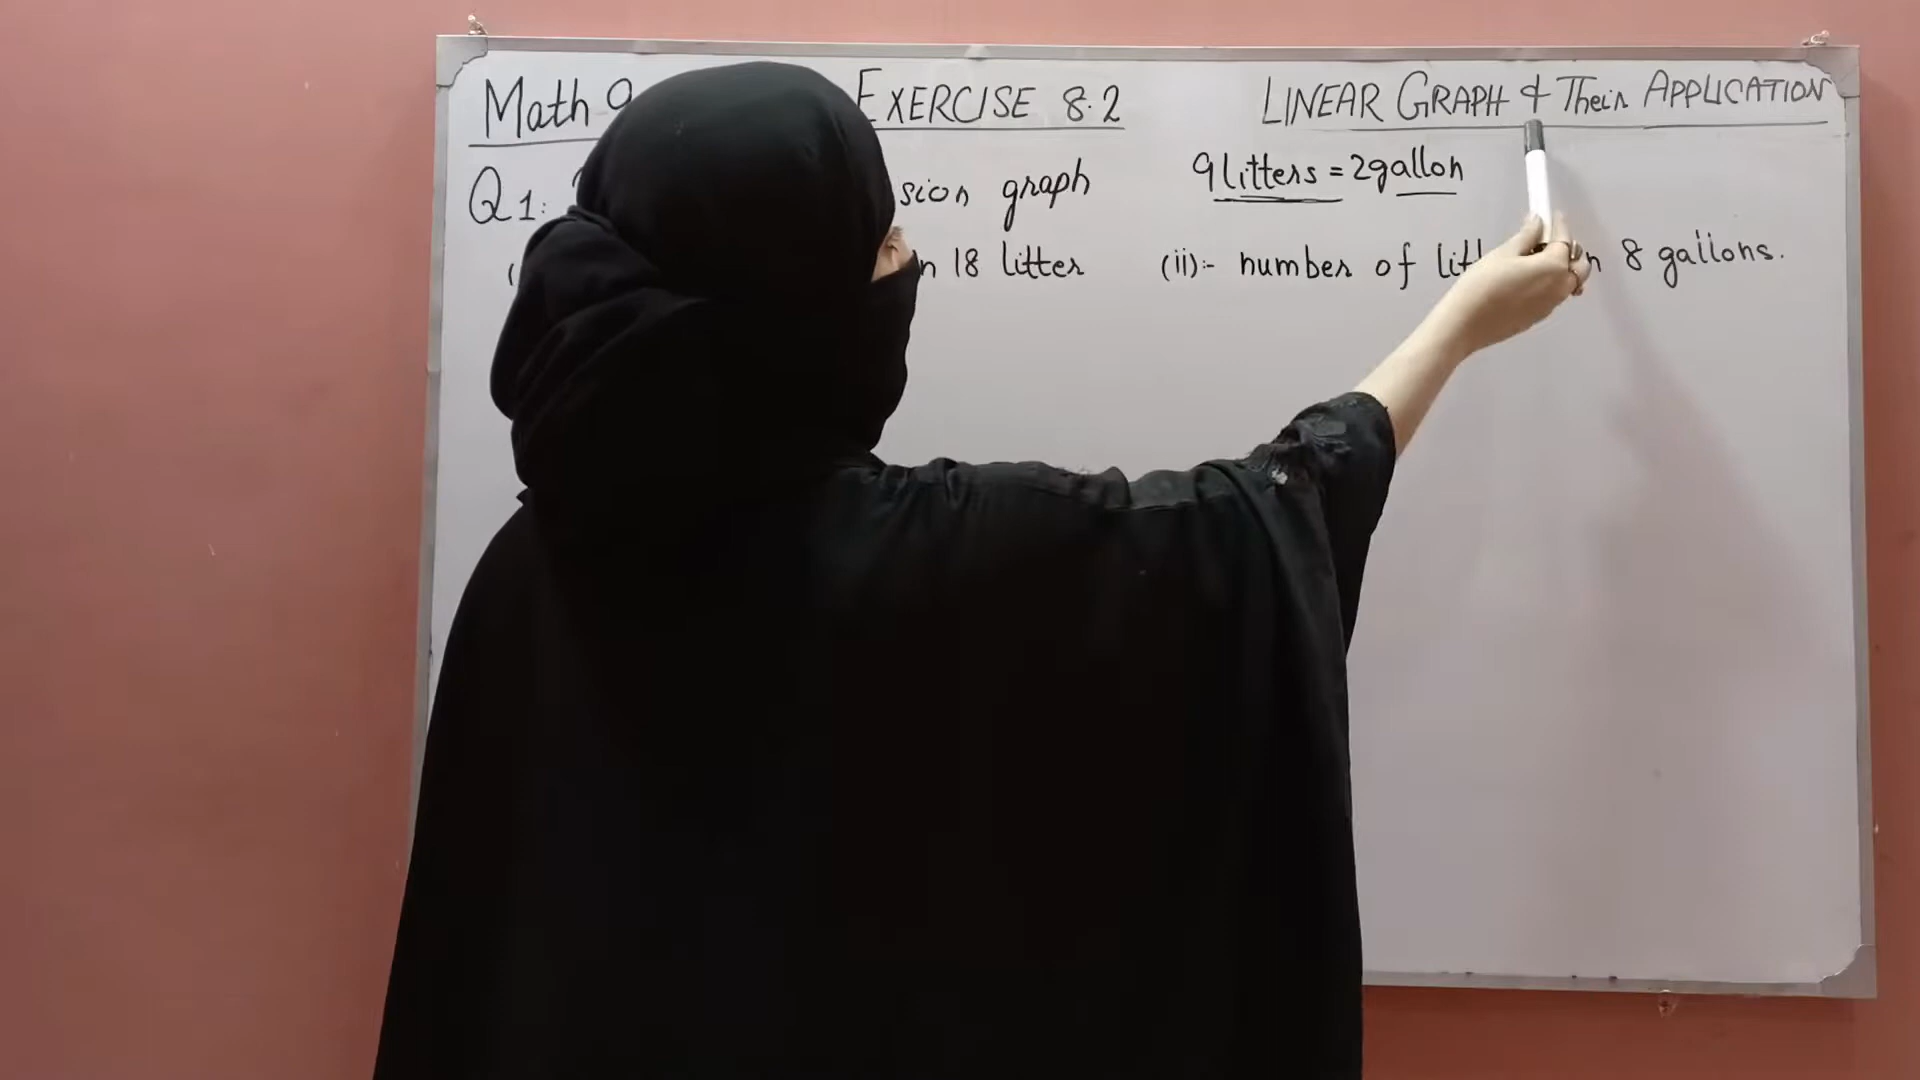 Math 9 EXERCISE 8.2 LINEAR GRAPH & Their APPLICATION
Q1: sion graph 9 litters = 2 gallon
( n 18 litter (ii):- number of litt n 8 gallons.